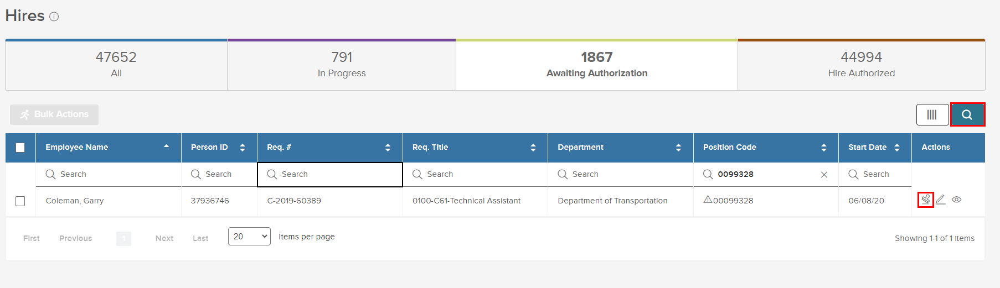 Hires
47652
All
791
In Progress
1867
Awaiting Authorization
44994
Hire Authorized
Bulk Actions
Employee Name Person ID Req. # Req. Title Department Position Code Start Date Actions
Search Search Search Search Search 0099328 Search
Coleman, Garry 37936746 C-2019-60389 0100-C61-Technical Assistant Department of Transportation 00099328 06/08/20
First Previous 1 Next Last 20 Items per page Showing 1-1 of 1 items